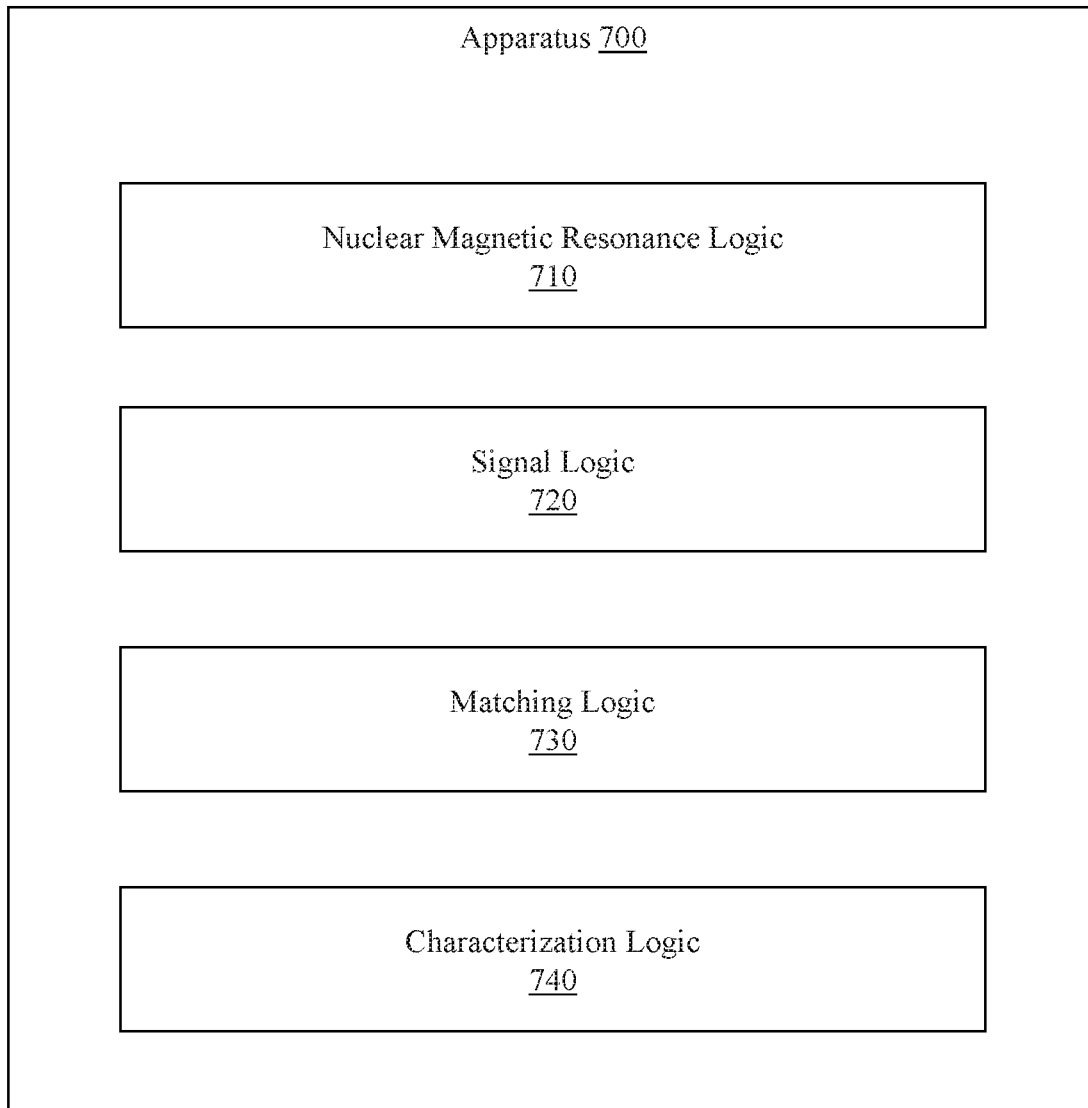 Apparatus 700
Nuclear Magnetic Resonance Logic
710
Signal Logic
720
Matching Logic
730
Characterization Logic
740